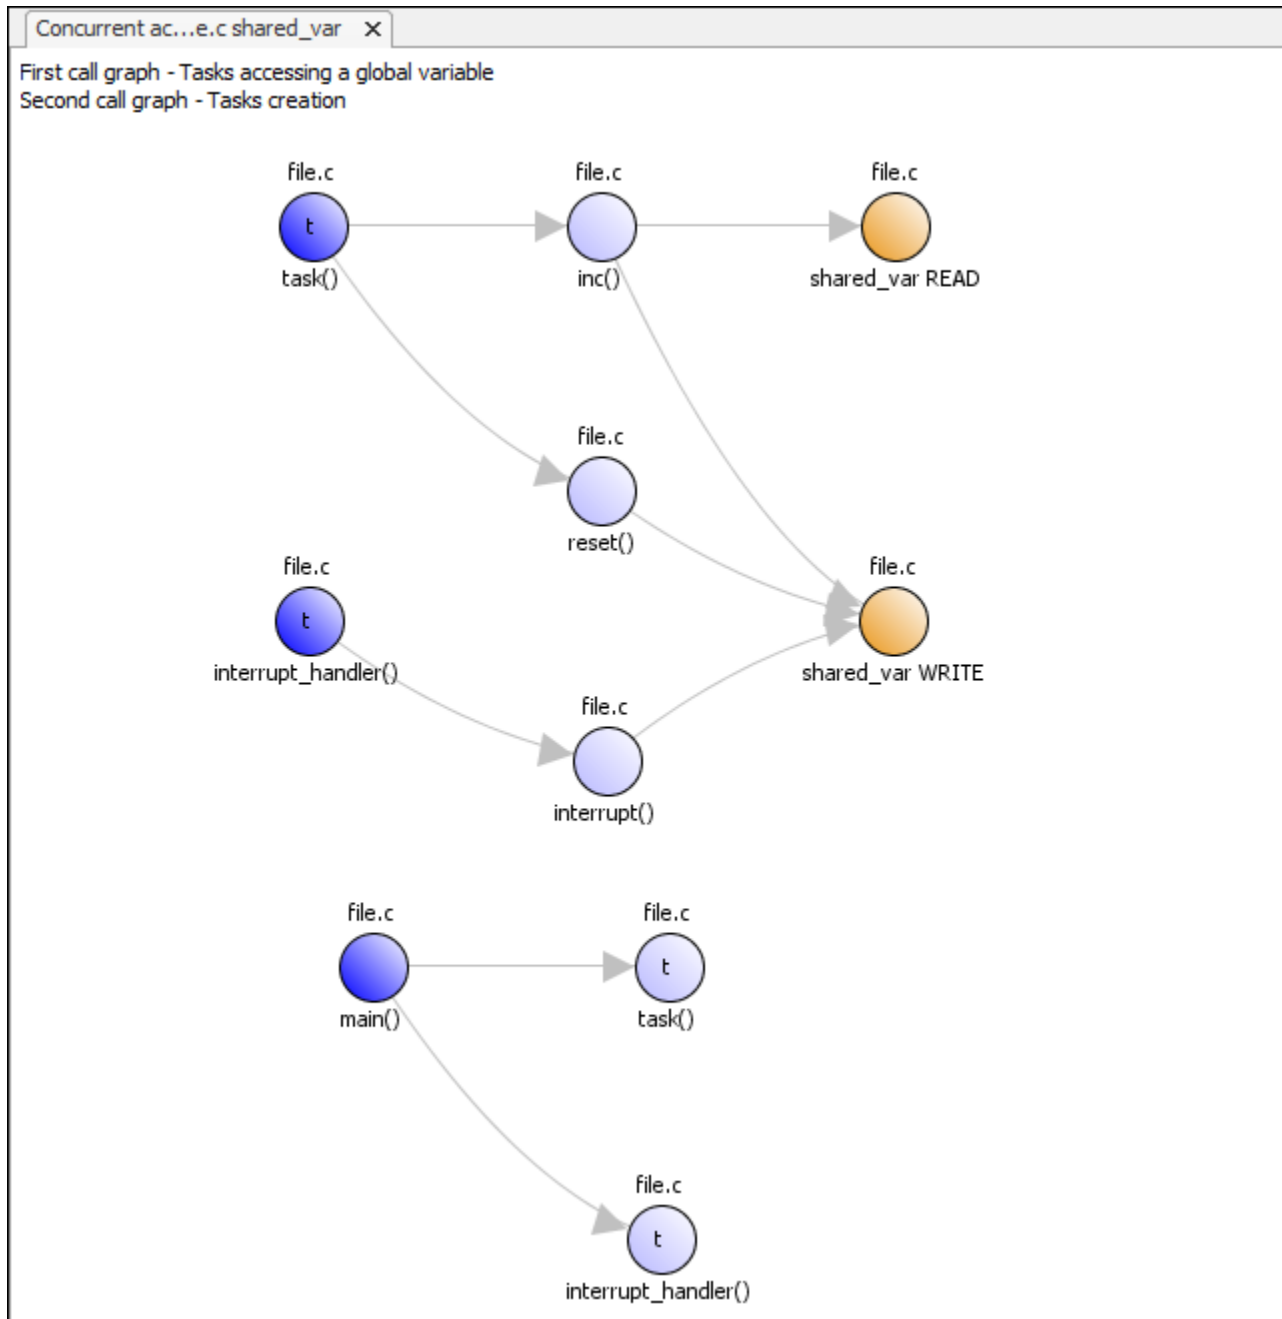 Concurrent ac...e.c shared_var X
First call graph - Tasks accessing a global variable
Second call graph - Tasks creation
file.c
file.c
file.c
t
task()
inc()
shared_var READ
file.c
reset()
file.c
file.c
t
interrupt_handler()
shared_var WRITE
file.c
interrupt()
file.c
file.c
t
main()
task()
file.c
t
interrupt_handler()